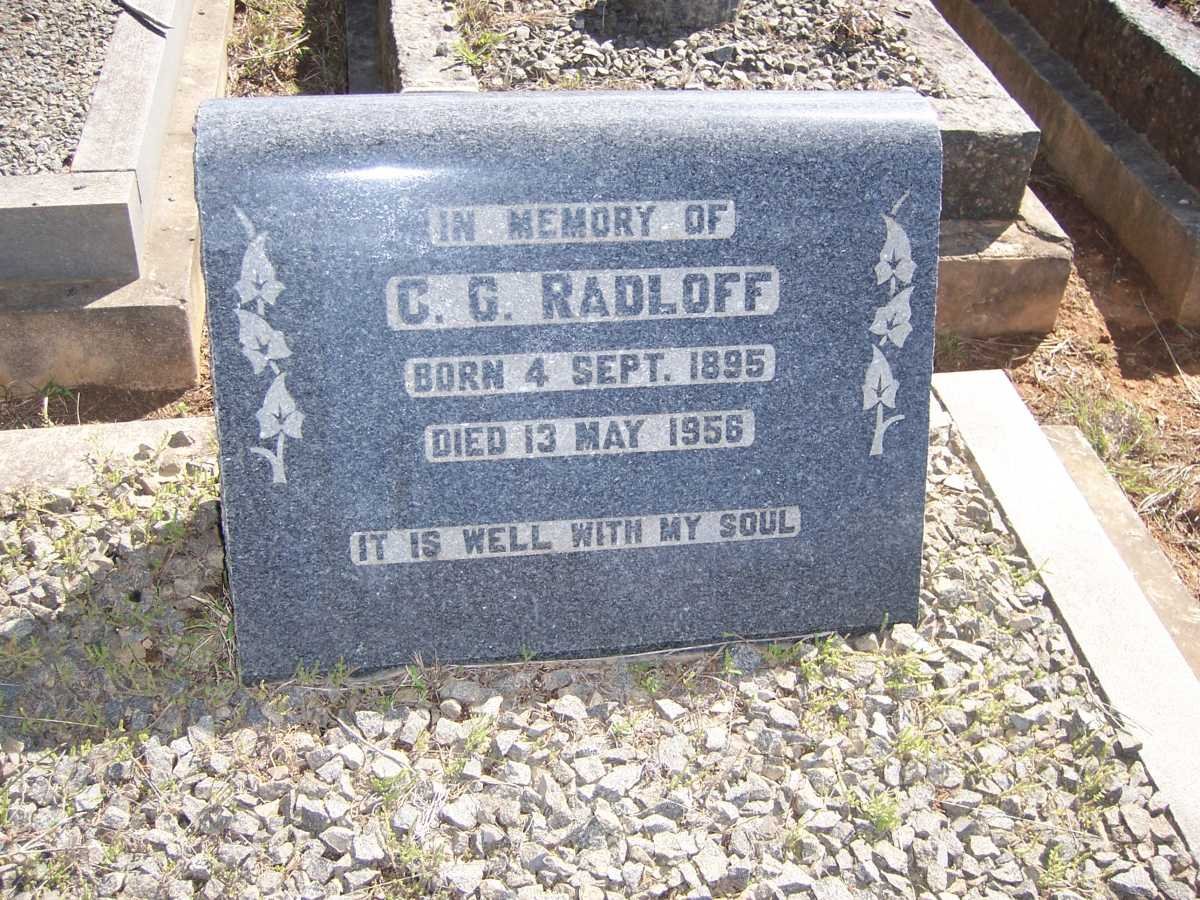 IN MEMORY OF
C. G. RADLOFF
BORN 4 SEPT. 1895
DIED 13 MAY 1956
IT IS WELL WITH MY SOUL